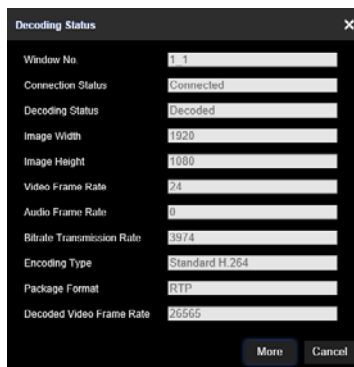 Decoding Status
Window No. 1_1
Connection Status Connected
Decoding Status Decoded
Image Width 1920
Image Height 1080
Video Frame Rate 24
Audio Frame Rate 0
Bitrate Transmission Rate 3974
Encoding Type Standard H.264
Package Format RTP
Decoded Video Frame Rate 26565
More Cancel